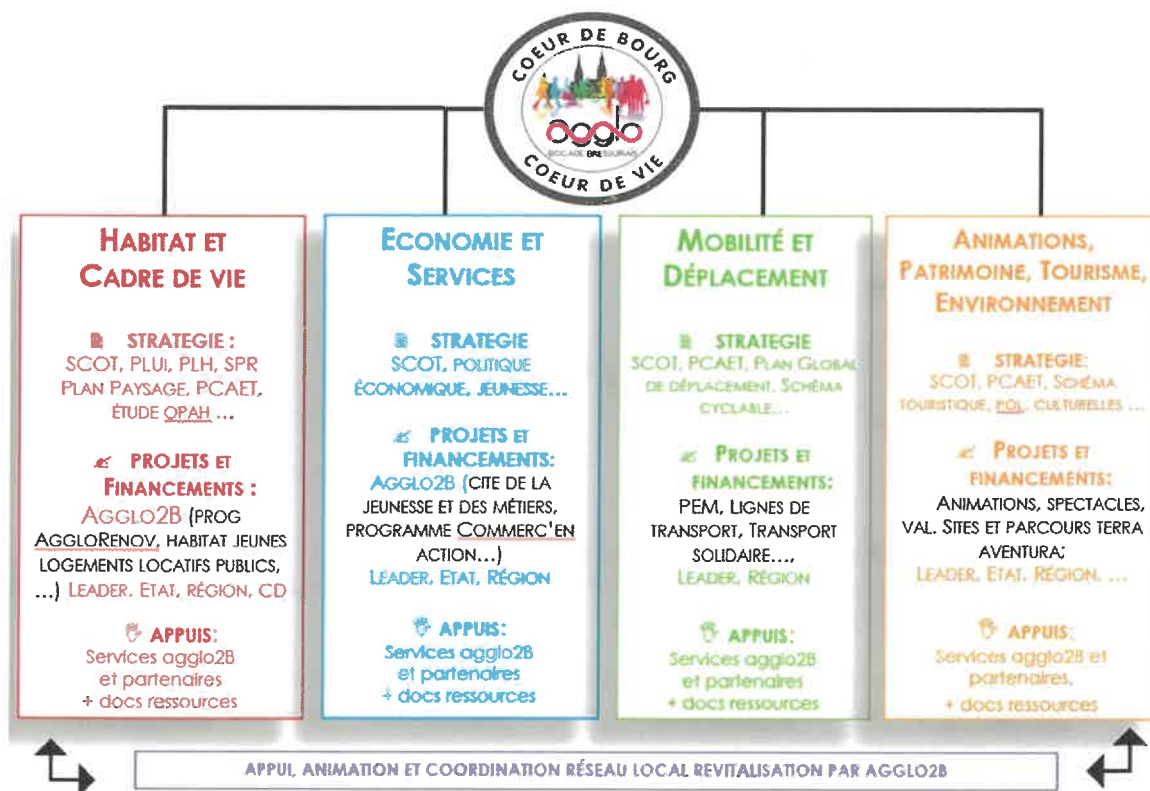 COEUR DE BOURG
agglo
BOCAGE BRESSUIRAIS
COEUR DE VIE
HABITAT ET
CADRE DE VIE
STRATEGIE :
SCOT, PLUI, PLH, SPR
PLAN PAYSAGE, PCAET,
ÉTUDE OPAH ...
PROJETS ET
FINANCEMENTS :
AGGLO2B (PROG
AGGLORENOV, HABITAT JEUNES
LOGEMENTS LOCATIFS PUBLICS,
...) LEADER, ETAT, RÉGION, CD
APPUIS:
Services agglo2B
et partenaires
+ docs ressources
ECONOMIE ET
SERVICES
STRATEGIE
SCOT, POLITIQUE
ÉCONOMIQUE, JEUNESSE...
PROJETS ET
FINANCEMENTS:
AGGLO2B (CITE DE LA
JEUNESSE ET DES MÉTIERS,
PROGRAMME COMMERC'EN
ACTION...)
LEADER, ETAT, RÉGION
APPUIS:
Services agglo2B
et partenaires
+ docs ressources
MOBILITÉ ET
DÉPLACEMENT
STRATEGIE
SCOT, PCAET, PLAN GLOBAL
DE DÉPLACEMENT, SCHÉMA
CYCLABLE...
PROJETS ET
FINANCEMENTS:
PEM, LIGNES DE
TRANSPORT, TRANSPORT
SOLIDAIRE...,
LEADER, RÉGION
APPUIS:
Services agglo2B
et partenaires
+ docs ressources
ANIMATIONS,
PATRIMOINE, TOURISME,
ENVIRONNEMENT
STRATEGIE:
SCOT, PCAET, SCHÉMA
TOURISTIQUE, POL. CULTURELLES ...
PROJETS ET
FINANCEMENTS:
ANIMATIONS, SPECTACLES,
VAL. SITES ET PARCOURS TERRA
AVENTURA;
LEADER, ETAT, RÉGION, ...
APPUIS:
Services agglo2B et
partenaires,
+ docs ressources
APPUI, ANIMATION ET COORDINATION RÉSEAU LOCAL REVITALISATION PAR AGGLO2B